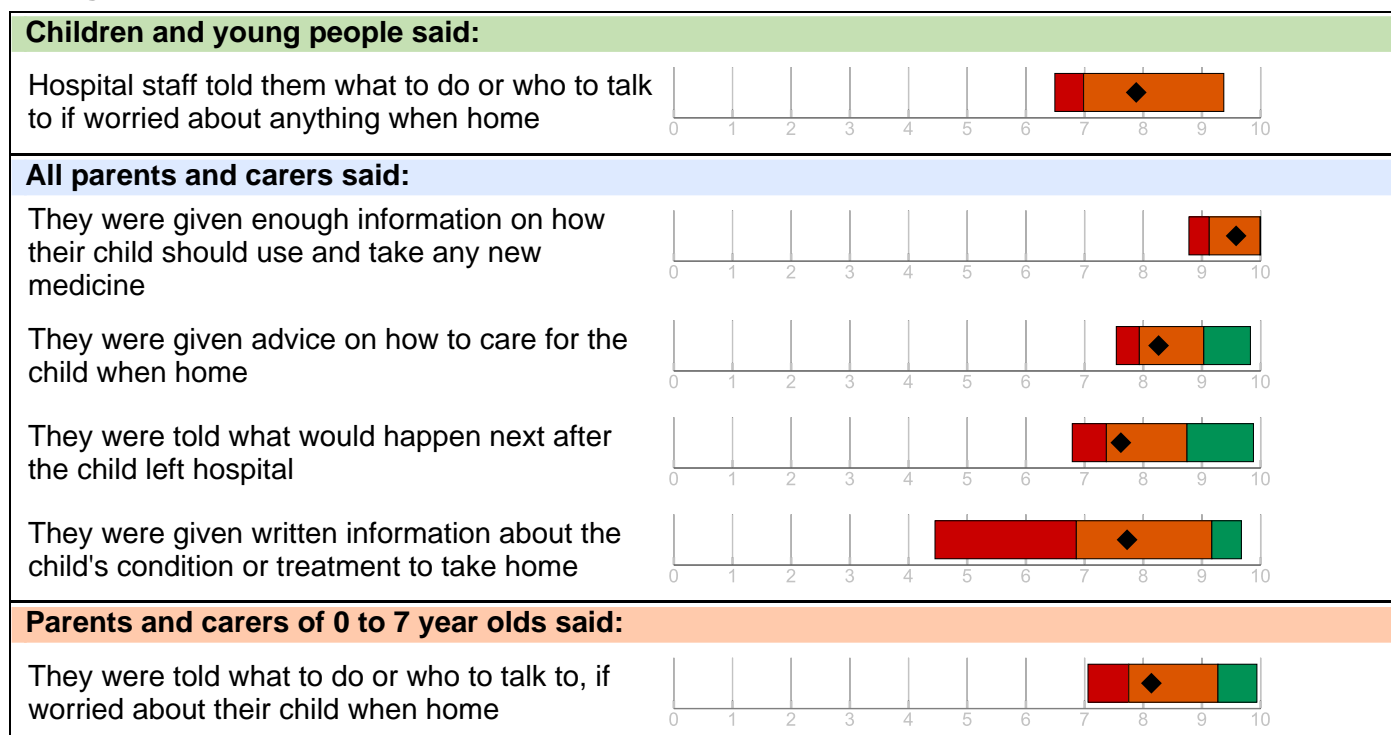 Children and young people said:
Hospital staff told them what to do or who to talk
to if worried about anything when home
0 1 2 3 4 5 6 7 8 9 10
All parents and carers said:
They were given enough information on how
their child should use and take any new
medicine
0 1 2 3 4 5 6 7 8 9 10
They were given advice on how to care for the
child when home
0 1 2 3 4 5 6 7 8 9 10
They were told what would happen next after
the child left hospital
0 1 2 3 4 5 6 7 8 9 10
They were given written information about the
child's condition or treatment to take home
0 1 2 3 4 5 6 7 8 9 10
Parents and carers of 0 to 7 year olds said:
They were told what to do or who to talk to, if
worried about their child when home
0 1 2 3 4 5 6 7 8 9 10